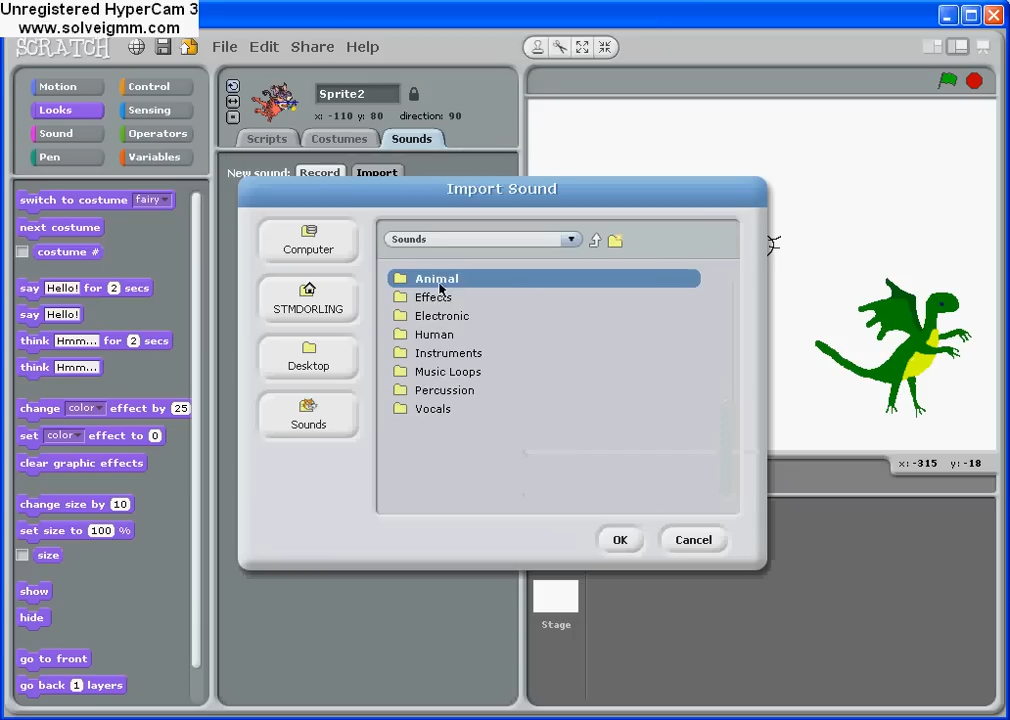 Unregistered HyperCam 3
www.solveigmm.com
SCRATCH File Edit Share Help
Motion Control
Looks Sensing
Sound Operators
Pen Variables
Sprite2
x: -110 y: 80 direction: 90
Scripts Costumes Sounds
New sound: Record Import
switch to costume fairy
next costume
costume #
say Hello! for 2 secs
say Hello!
think Hmm... for 2 secs
think Hmm...
change color effect by 25
set color effect to 0
clear graphic effects
change size by 10
set size to 100 %
size
show
hide
go to front
go back 1 layers
Import Sound
Computer
STMDORLING
Desktop
Sounds
Sounds
Animal
Effects
Electronic
Human
Instruments
Music Loops
Percussion
Vocals
OK Cancel
x: -315 y: -18
Stage